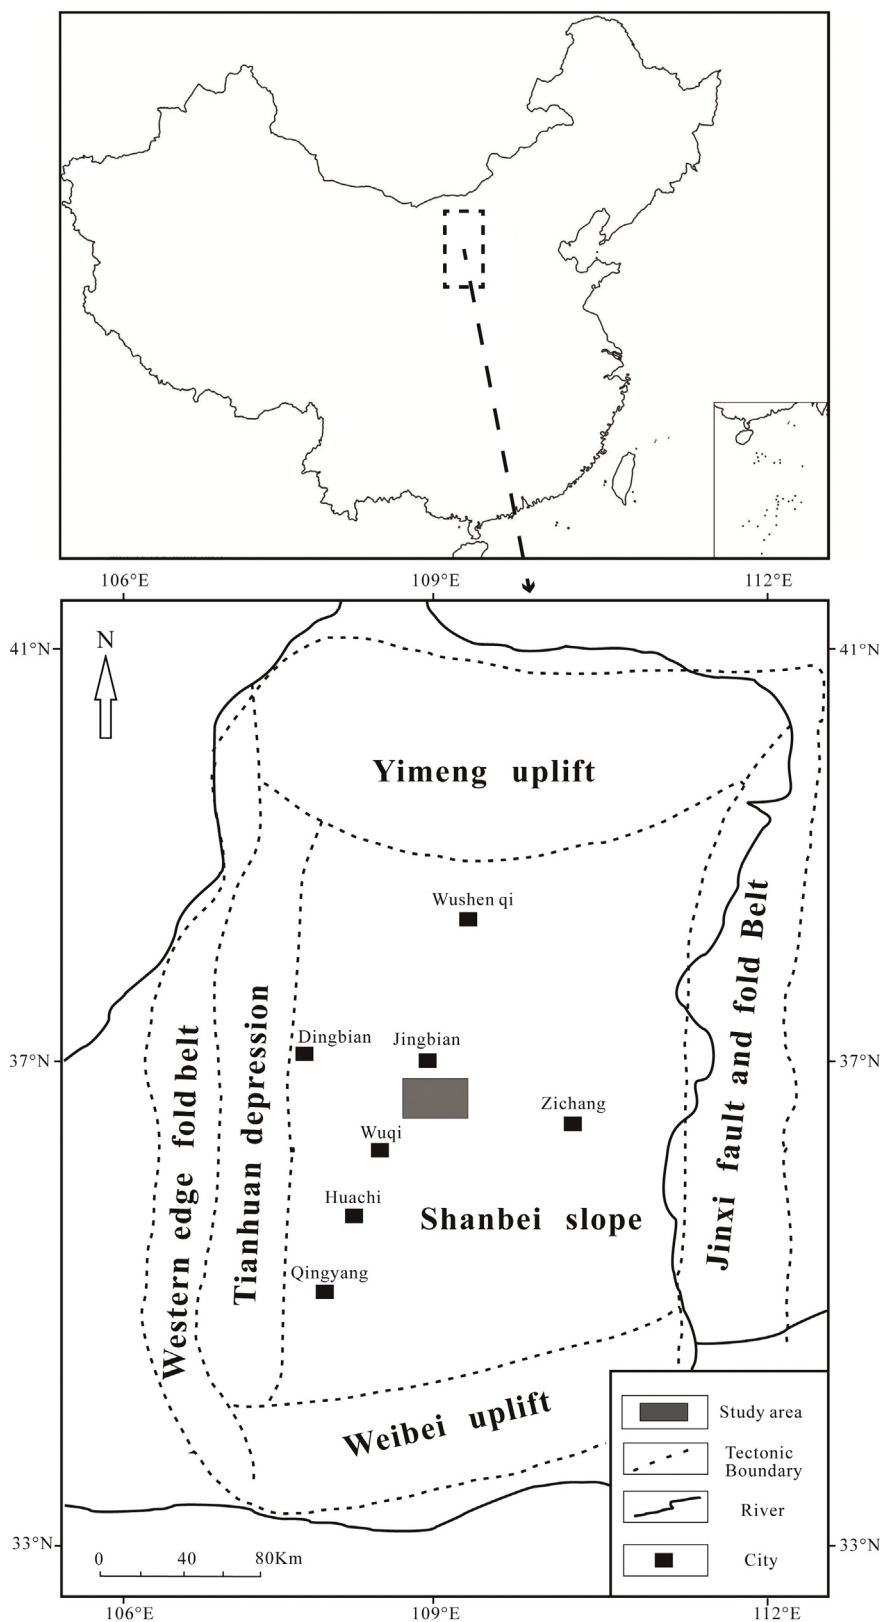 106°E 109°E 112°E
41°N 41°N
N
Yimeng uplift
Wushen qi
Dingbian Jingbian
37°N 37°N
Zichang
Wuqi
Huachi
Shanbei slope
Qingyang
Western edge fold belt
Tianhuan depression
Jinxi fault and fold Belt
Weibei uplift
Study area
Tectonic
Boundary
River
City
33°N 33°N
0 40 80Km
106°E 109°E 112°E